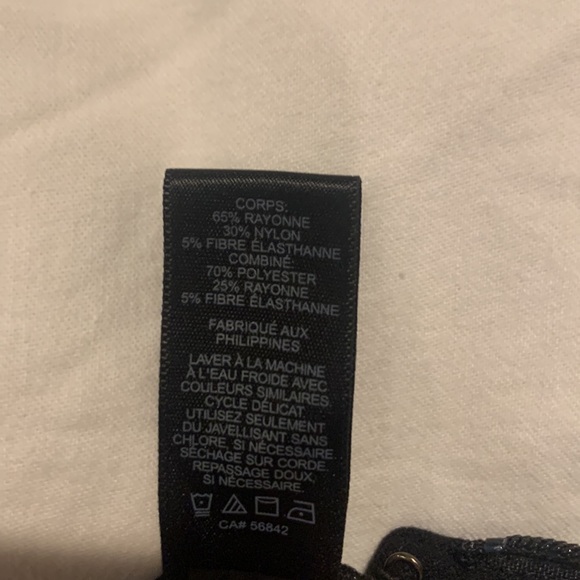 CORPS:
65% RAYONNE
30% NYLON
5% FIBRE ÉLASTHANNE
COMBINÉ:
70% POLYESTER
25% RAYONNE
5% FIBRE ÉLASTHANNE
FABRIQUÉ AUX
PHILIPPINES
LAVER À LA MACHINE
À L'EAU FROIDE AVEC
COULEURS SIMILAIRES.
CYCLE DÉLICAT.
UTILISEZ SEULEMENT
DU JAVELLISANT SANS
CHLORE, SI NÉCESSAIRE.
SÉCHAGE SUR CORDE.
REPASSAGE DOUX,
SI NÉCESSAIRE.
CA# 56842